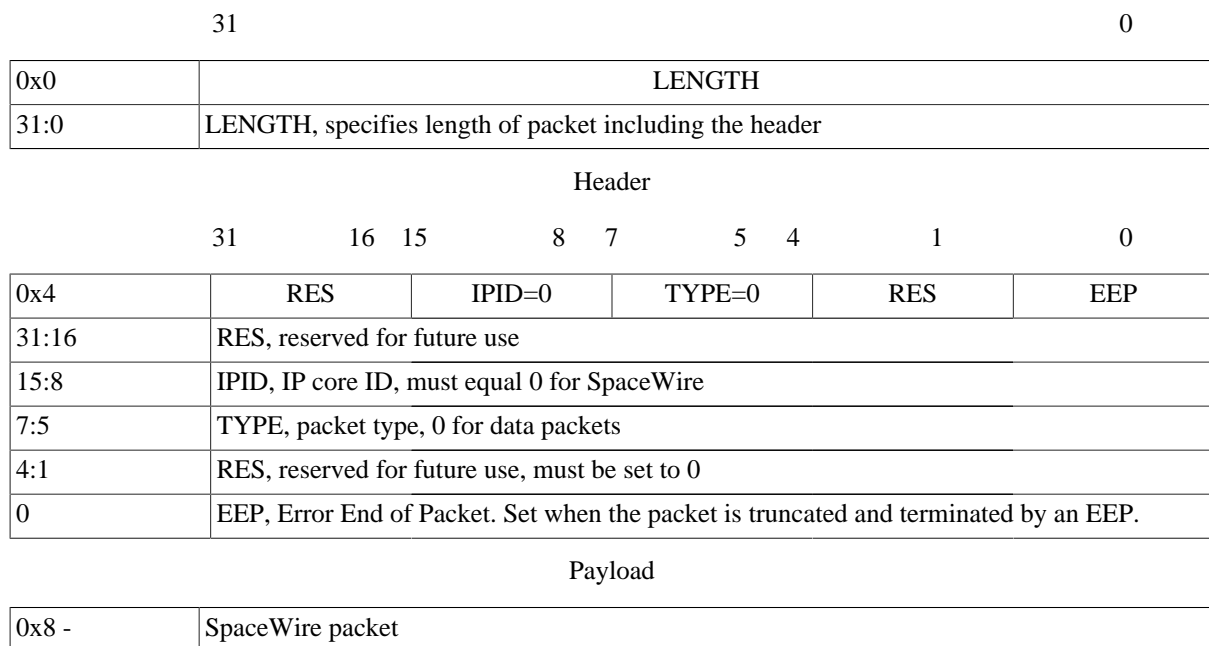 31 0
0x0 LENGTH
31:0 LENGTH, specifies length of packet including the header
Header
31 16 15 8 7 5 4 1 0
0x4 RES IPID=0 TYPE=0 RES EEP
31:16 RES, reserved for future use
15:8 IPID, IP core ID, must equal 0 for SpaceWire
7:5 TYPE, packet type, 0 for data packets
4:1 RES, reserved for future use, must be set to 0
0 EEP, Error End of Packet. Set when the packet is truncated and terminated by an EEP.
Payload
0x8 - SpaceWire packet